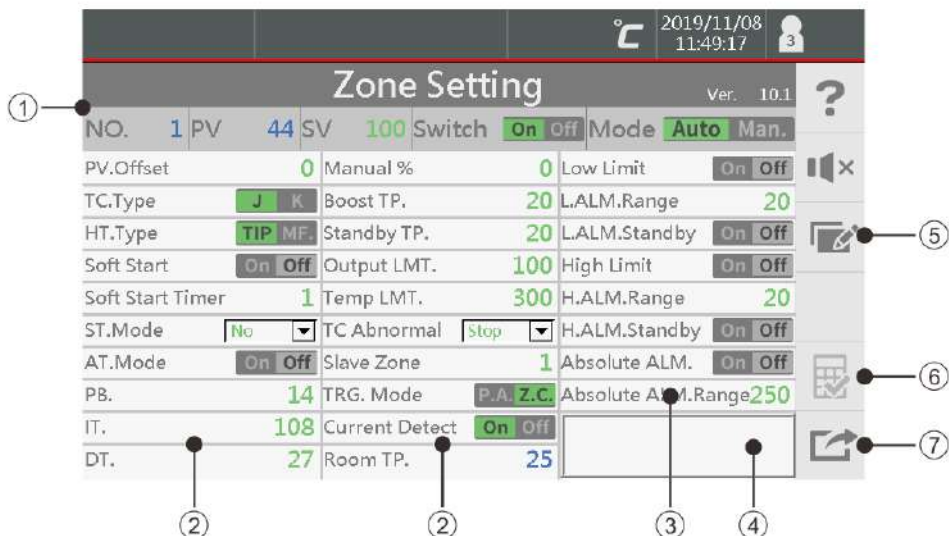 °C 2019/11/08
11:49:17 3
Zone Setting Ver. 10.1
① NO. 1 PV 44 SV 100 Switch On Off Mode Auto Man.
PV.Offset 0 Manual % 0 Low Limit On Off
TC.Type J K Boost TP. 20 L.ALM.Range 20
HT.Type TIP MF. Standby TP. 20 L.ALM.Standby On Off ⑤
Soft Start On Off Output LMT. 100 High Limit On Off
Soft Start Timer 1 Temp LMT. 300 H.ALM.Range 20
ST.Mode No TC Abnormal Stop H.ALM.Standby On Off
AT.Mode On Off Slave Zone 1 Absolute ALM. On Off ⑥
PB. 14 TRG. Mode P.A. Z.C. Absolute ALM.Range 250
IT. 108 Current Detect On Off ⑦
DT. 27 Room TP. 25
② ② ③ ④